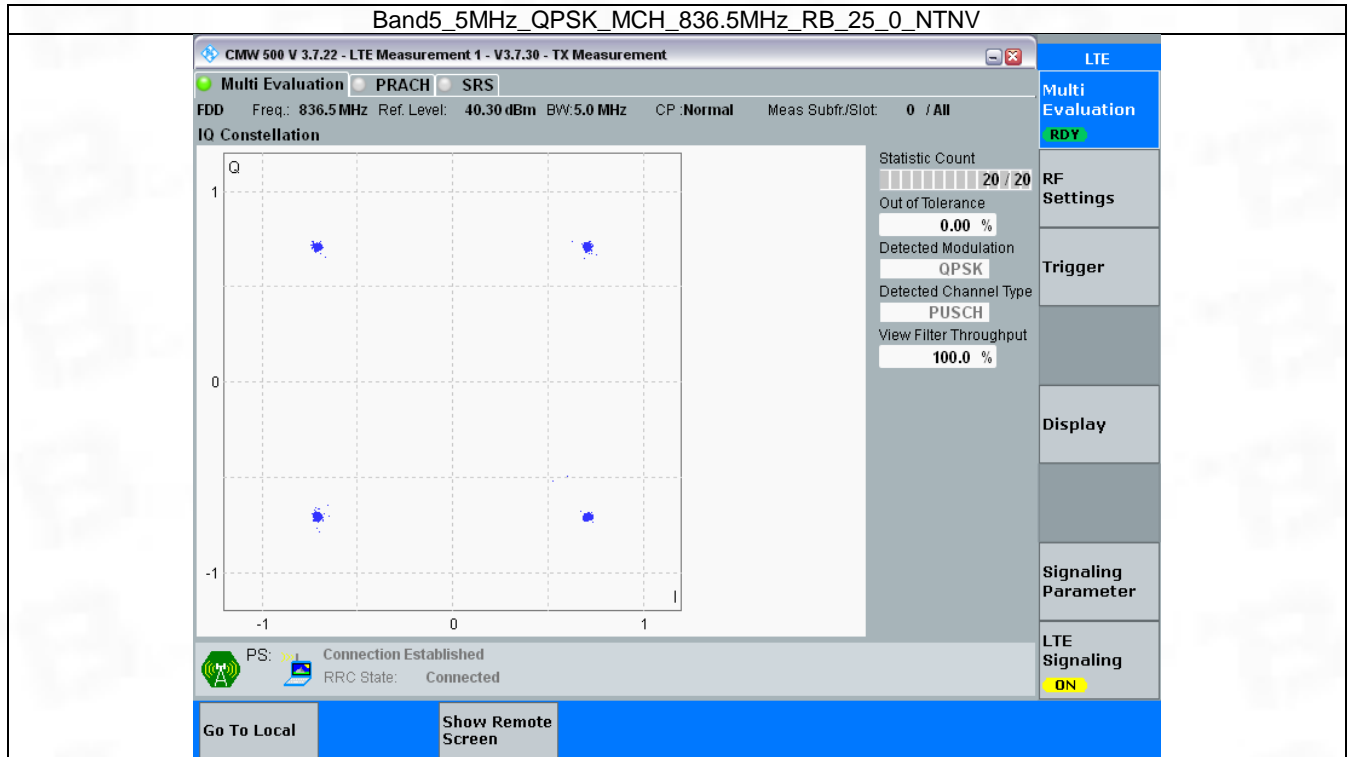 Band5_5MHz_QPSK_MCH_836.5MHz_RB_25_0_NTNV
CMW 500 V 3.7.22 - LTE Measurement 1 - V3.7.30 - TX Measurement
Multi Evaluation PRACH SRS
FDD Freq.: 836.5 MHz Ref. Level: 40.30 dBm BW: 5.0 MHz CP : Normal Meas Subfr./Slot: 0 / All
IQ Constellation
Q
1
0
-1
I
-1 0 1
Statistic Count
20 / 20
Out of Tolerance
0.00 %
Detected Modulation
QPSK
Detected Channel Type
PUSCH
View Filter Throughput
100.0 %
PS: Connection Established
RRC State: Connected
LTE
Multi
Evaluation
RDY
RF
Settings
Trigger
Display
Signaling
Parameter
LTE
Signaling
ON
Go To Local
Show Remote
Screen